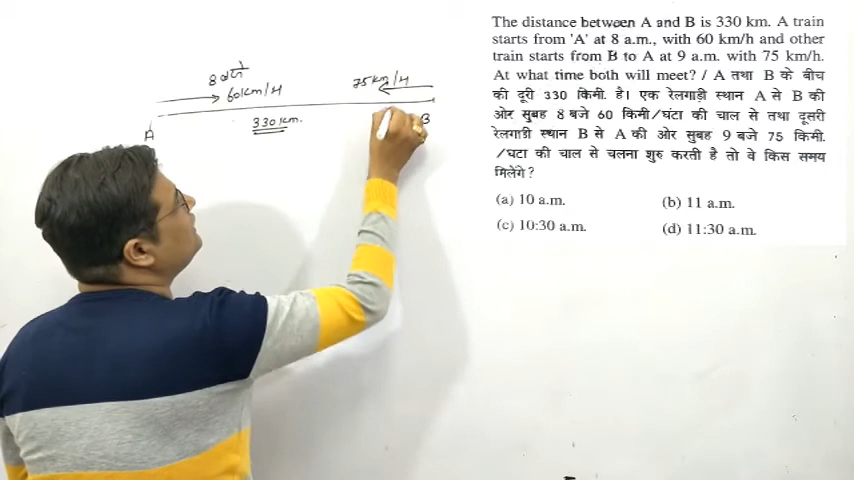 The distance between A and B is 330 km. A train
starts from 'A' at 8 a.m., with 60 km/h and other
train starts from B to A at 9 a.m. with 75 km/h.
At what time both will meet? / A तथा B के बीच
की दूरी 330 किमी. है। एक रेलगाड़ी स्थान A से B की
ओर सुबह 8 बजे 60 किमी/घंटा की चाल से तथा दूसरी
रेलगाडी स्थान B से A की ओर सुबह 9 बजे 75 किमी.
/घटा की चाल से चलना शुरु करती है तो वे किस समय
मिलेंगे?
(a) 10 a.m.
(b) 11 a.m.
(c) 10:30 a.m.
(d) 11:30 a.m.
8 बजे
60km/H
75km/H
330km.
A
B